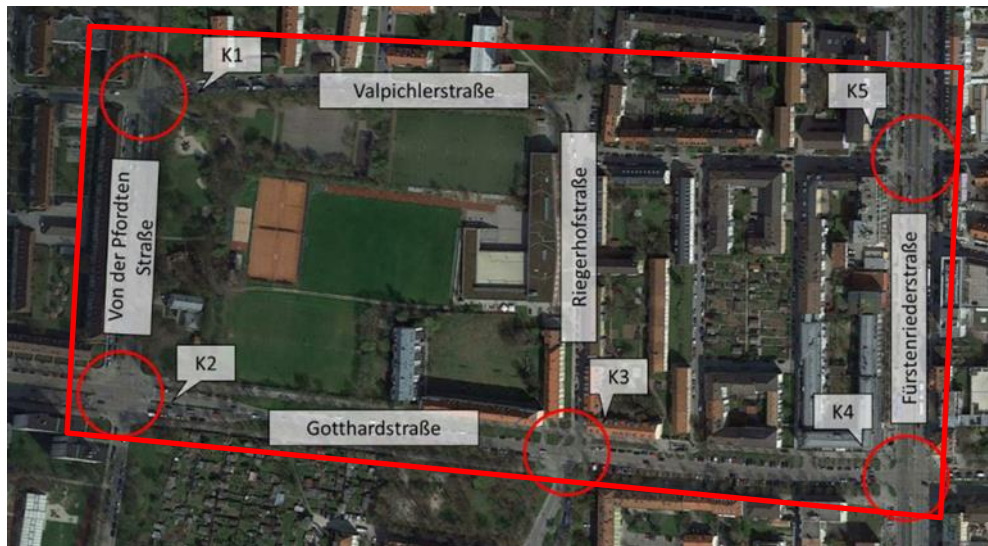 K1
Valpichlerstraße
K5
Von der Pfordten
Straße
Riegerhofstraße
Fürstenriederstraße
K2
K3
Gotthardstraße
K4